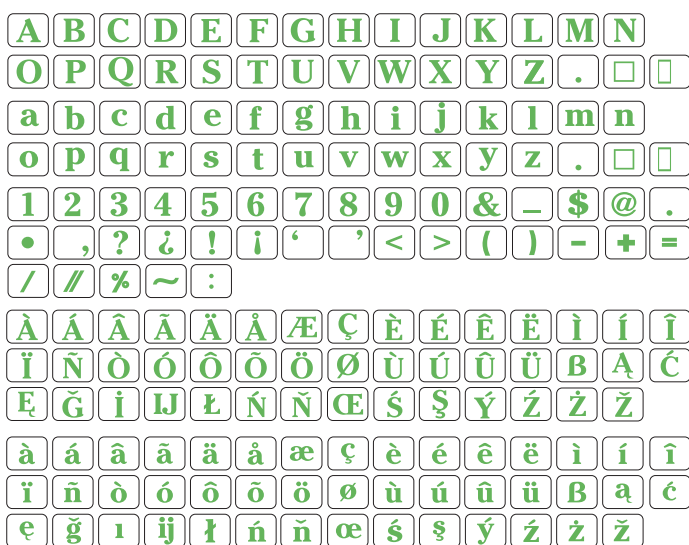 A B C D E F G H I J K L M N
O P Q R S T U V W X Y Z . □ ▯
a b c d e f g h i j k l m n
o p q r s t u v w x y z . □ ▯
1 2 3 4 5 6 7 8 9 0 & _ $ @ .
• , ? ¿ ! ¡ ‘ ’ < > ( ) - + =
/ // % ~ :
À Á Â Ã Ä Å Æ Ç È É Ê Ë Ì Í Î
Ï Ñ Ò Ó Ô Õ Ö Ø Ù Ú Û Ü ß Ą Ć
Ę Ğ İ IJ Ł Ń Ň Œ Ś Ş Ý Ź Ż Ž
à á â ã ä å æ ç è é ê ë ì í î
ï ñ ò ó ô õ ö ø ù ú û ü ß ą ć
ę ğ ı ij ł ń ň œ ś ş ý ź ż ž